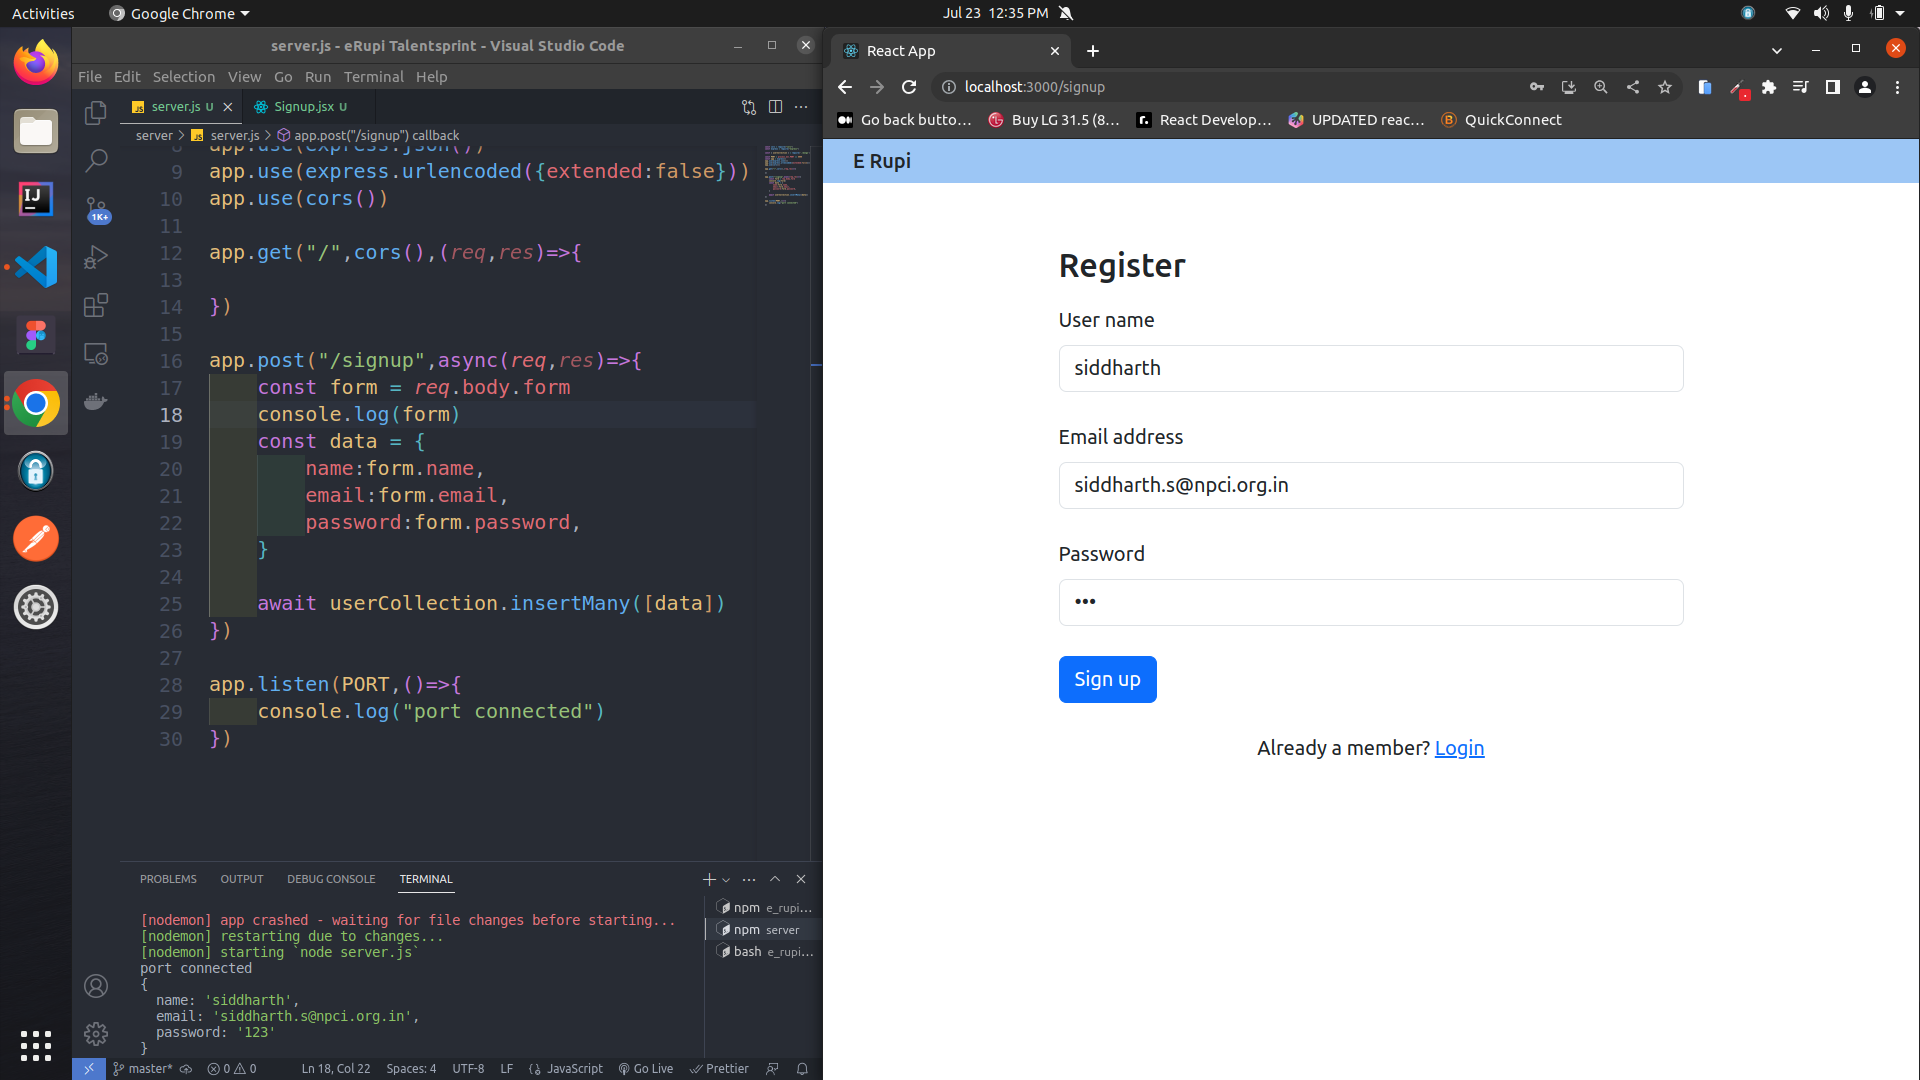 Activities
Google Chrome
Jul 23 12:35 PM
server.js - eRupi Talentsprint - Visual Studio Code
File Edit Selection View Go Run Terminal Help
server.js U
Signup.jsx U
server > server.js > app.post("/signup") callback
8 app.use(express.json())
9 app.use(express.urlencoded({extended:false}))
10 app.use(cors())
11
12 app.get("/",cors(),(req,res)=>{
13
14 })
15
16 app.post("/signup",async(req,res)=>{
17 const form = req.body.form
18 console.log(form)
19 const data = {
20 name:form.name,
21 email:form.email,
22 password:form.password,
23 }
24
25 await userCollection.insertMany([data])
26 })
27
28 app.listen(PORT,()=>{
29 console.log("port connected")
30 })
1K+
PROBLEMS OUTPUT DEBUG CONSOLE TERMINAL
[nodemon] app crashed - waiting for file changes before starting...
[nodemon] restarting due to changes...
[nodemon] starting `node server.js`
port connected
{
name: 'siddharth',
email: 'siddharth.s@npci.org.in',
password: '123'
}
npm e_rupi...
npm server
bash e_rupi...
master* 0 0 Ln 18, Col 22 Spaces: 4 UTF-8 LF {} JavaScript Go Live Prettier
React App
localhost:3000/signup
Go back butto...
Buy LG 31.5 (8...
React Develop...
UPDATED reac...
QuickConnect
E Rupi
Register
User name
siddharth
Email address
siddharth.s@npci.org.in
Password
•••
Sign up
Already a member? Login